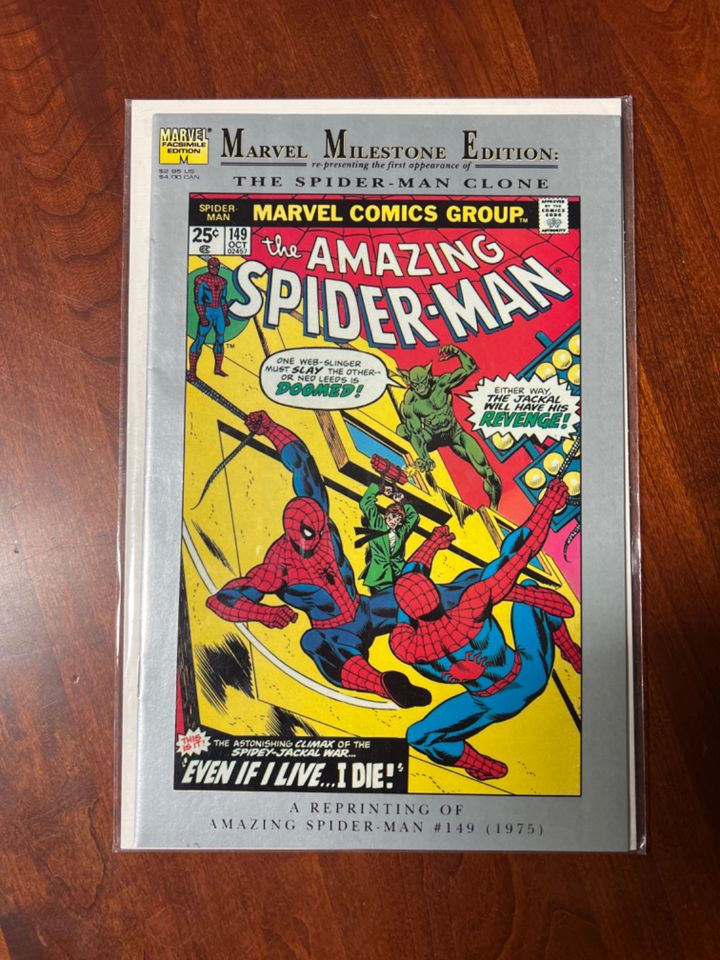 MARVEL®
FACSIMILE
EDITION
M
$2.95 US
$4.00 CAN
MARVEL MILESTONE EDITION:
re-presenting the first appearance of
THE SPIDER-MAN CLONE
SPIDER-
MAN
MARVEL COMICS GROUP™
APPROVED
BY THE
COMICS
CODE
AUTHORITY
25¢
149
OCT
02457
CC
the AMAZING
SPIDER-MAN®
TM
ONE WEB-SLINGER
MUST SLAY THE OTHER--
OR NED LEEDS IS
DOOMED!
EITHER WAY,
THE JACKAL
WILL HAVE HIS
REVENGE!
THIS
IS IT!
THE ASTONISHING CLIMAX OF THE
SPIDEY-JACKAL WAR...
"EVEN IF I LIVE...I DIE!"
A REPRINTING OF
AMAZING SPIDER-MAN #149 (1975)